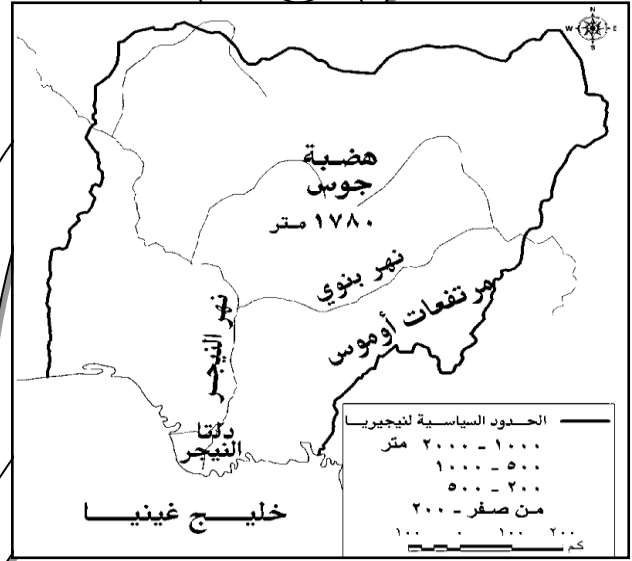 N
W E
S
هضبة
جوس
١٧٨٠ متر
نهر بنوي
مرتفعات أوموس
نهر النيجر
دلتا
النيجر
خليج غينيا
الحدود السياسية لنيجيريا
١٠٠٠ - ٢٠٠٠ متر
٥٠٠ - ١٠٠٠
٢٠٠ - ٥٠٠
من صفر - ٢٠٠
١٠٠ ٠ ١٠٠ ٢٠٠
كم